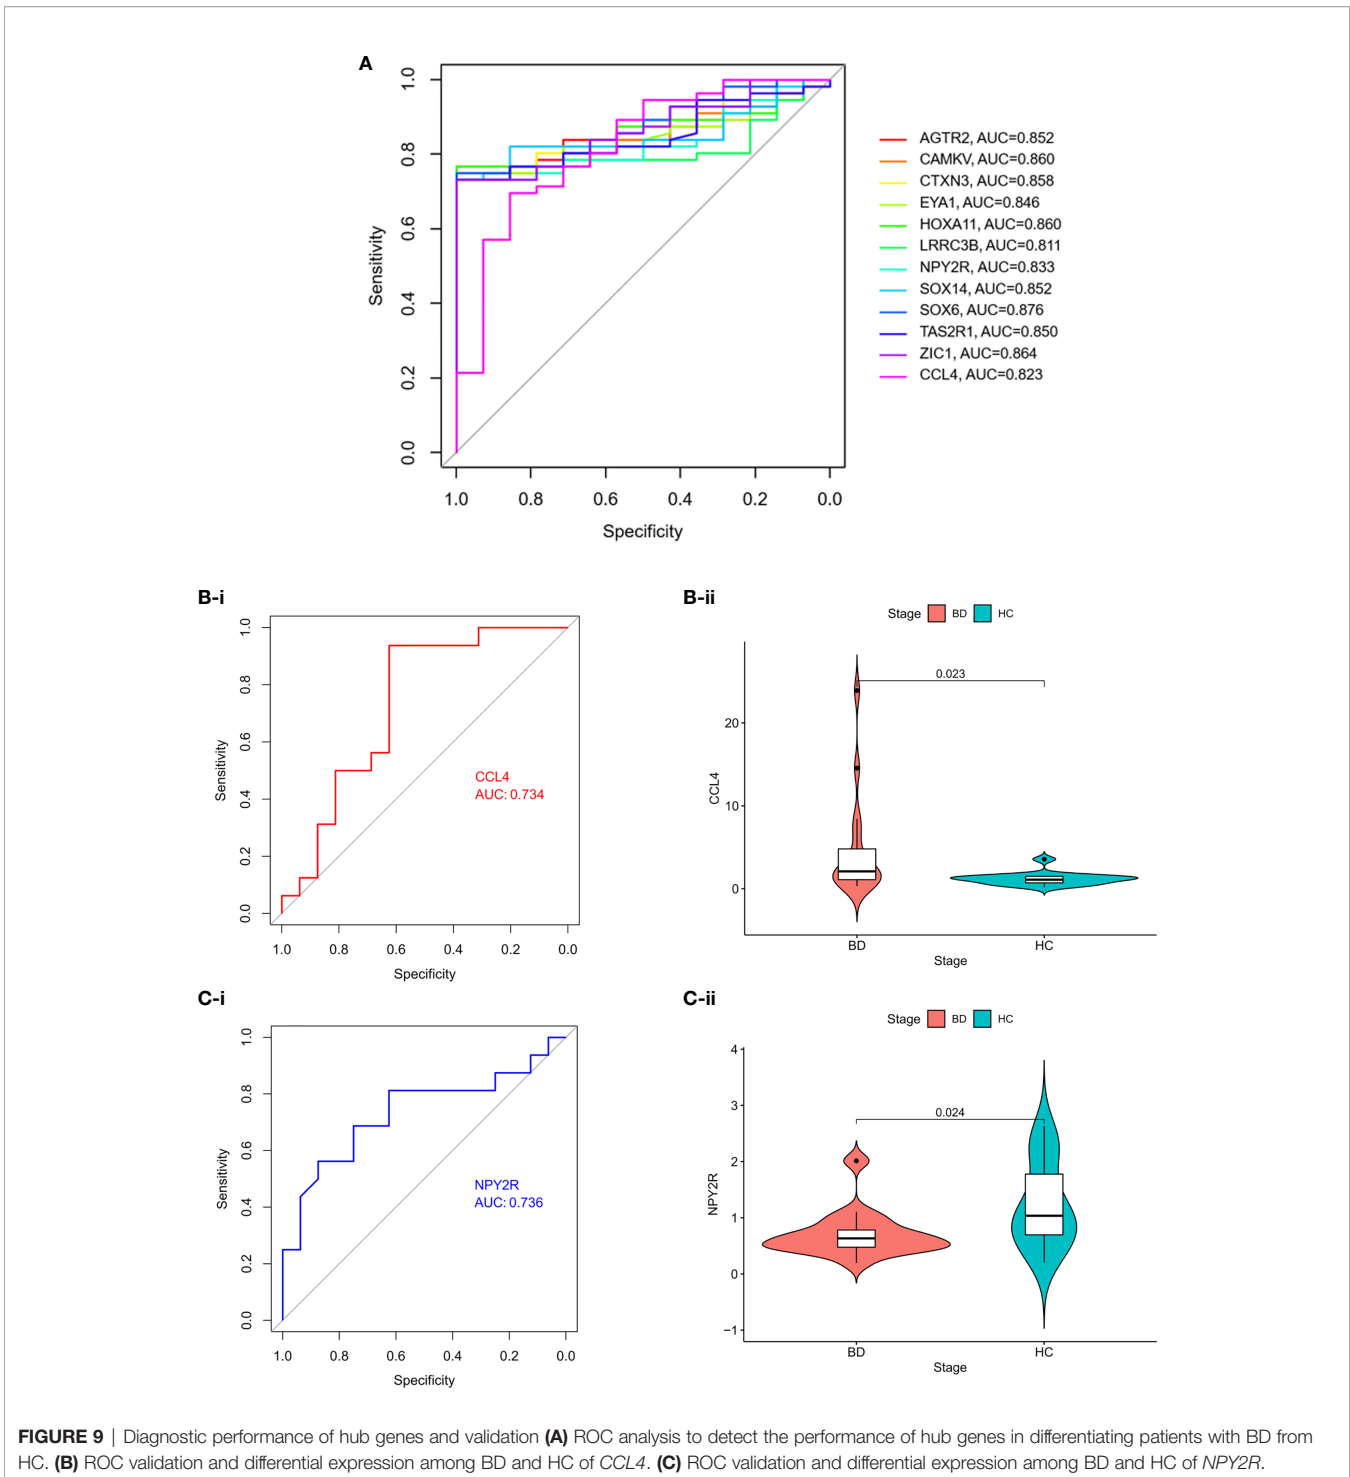 A
1.0
0.8
0.6
0.4
0.2
0.0
Sensitivity
1.0 0.8 0.6 0.4 0.2 0.0
Specificity
AGTR2, AUC=0.852
CAMKV, AUC=0.860
CTXN3, AUC=0.858
EYA1, AUC=0.846
HOXA11, AUC=0.860
LRRC3B, AUC=0.811
NPY2R, AUC=0.833
SOX14, AUC=0.852
SOX6, AUC=0.876
TAS2R1, AUC=0.850
ZIC1, AUC=0.864
CCL4, AUC=0.823
B-i
1.0
0.8
0.6
0.4
0.2
0.0
Sensitivity
CCL4
AUC: 0.734
1.0 0.8 0.6 0.4 0.2 0.0
Specificity
B-ii
Stage BD HC
0.023
20
10
0
CCL4
BD HC
Stage
C-i
1.0
0.8
0.6
0.4
0.2
0.0
Sensitivity
NPY2R
AUC: 0.736
1.0 0.8 0.6 0.4 0.2 0.0
Specificity
C-ii
Stage BD HC
0.024
4
3
2
1
0
−1
NPY2R
BD HC
Stage
FIGURE 9 | Diagnostic performance of hub genes and validation (A) ROC analysis to detect the performance of hub genes in differentiating patients with BD from
HC. (B) ROC validation and differential expression among BD and HC of CCL4. (C) ROC validation and differential expression among BD and HC of NPY2R.